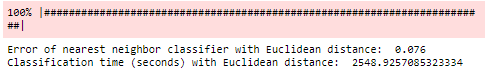 100% |#########################################################################
##|
Error of nearest neighbor classifier with Euclidean distance:  0.076
Classification time (seconds) with Euclidean distance:  2548.9257085323334